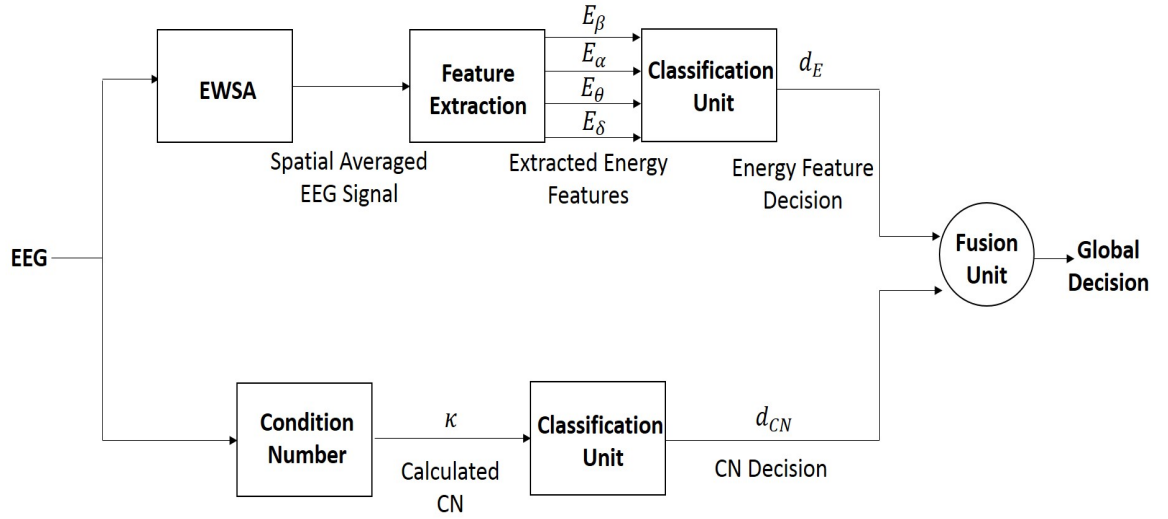 EEG
EWSA
Spatial Averaged
EEG Signal
Feature
Extraction
E_β
E_α
E_θ
E_δ
Extracted Energy
Features
Classification
Unit
d_E
Energy Feature
Decision
Condition
Number
κ
Calculated
CN
Classification
Unit
d_CN
CN Decision
Fusion
Unit
Global
Decision